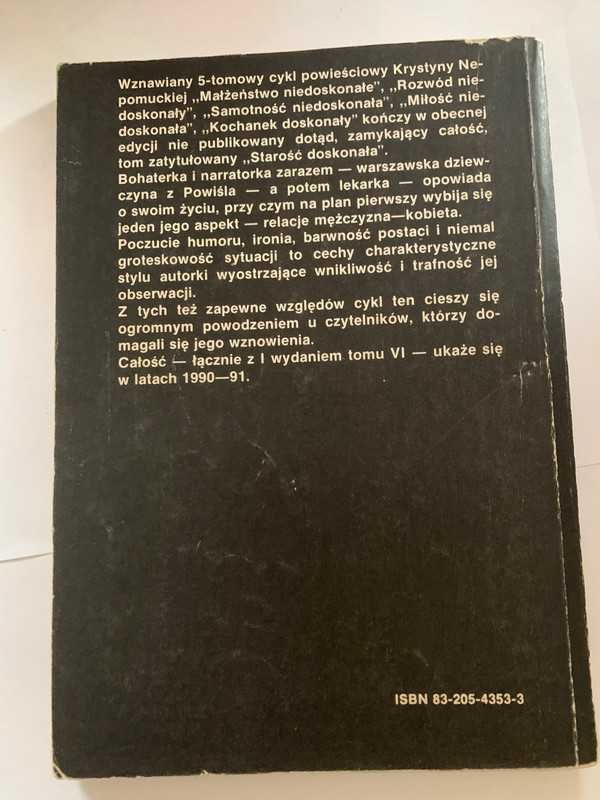 Wznawiany 5-tomowy cykl powieściowy Krystyny Ne-
pomuckiej ,,Małżeństwo niedoskonałe", ,,Rozwód nie-
doskonały", ,,Samotność niedoskonała", ,,Miłość nie-
doskonała", ,,Kochanek doskonały" kończy w obecnej
edycji nie publikowany dotąd, zamykający całość,
tom zatytułowany ,,Starość doskonała".
Bohaterka i narratorka zarazem — warszawska dziew-
czyna z Powiśla — a potem lekarka — opowiada
o swoim życiu, przy czym na plan pierwszy wybija się
jeden jego aspekt — relacje mężczyzna—kobieta.
Poczucie humoru, ironia, barwność postaci i niemal
groteskowość sytuacji to cechy charakterystyczne
stylu autorki wyostrzające wnikliwość i trafność jej
obserwacji.
Z tych też zapewne względów cykl ten cieszy się
ogromnym powodzeniem u czytelników, którzy do-
magali się jego wznowienia.
Całość — łącznie z I wydaniem tomu VI — ukaże się
w latach 1990—91.
ISBN 83-205-4353-3